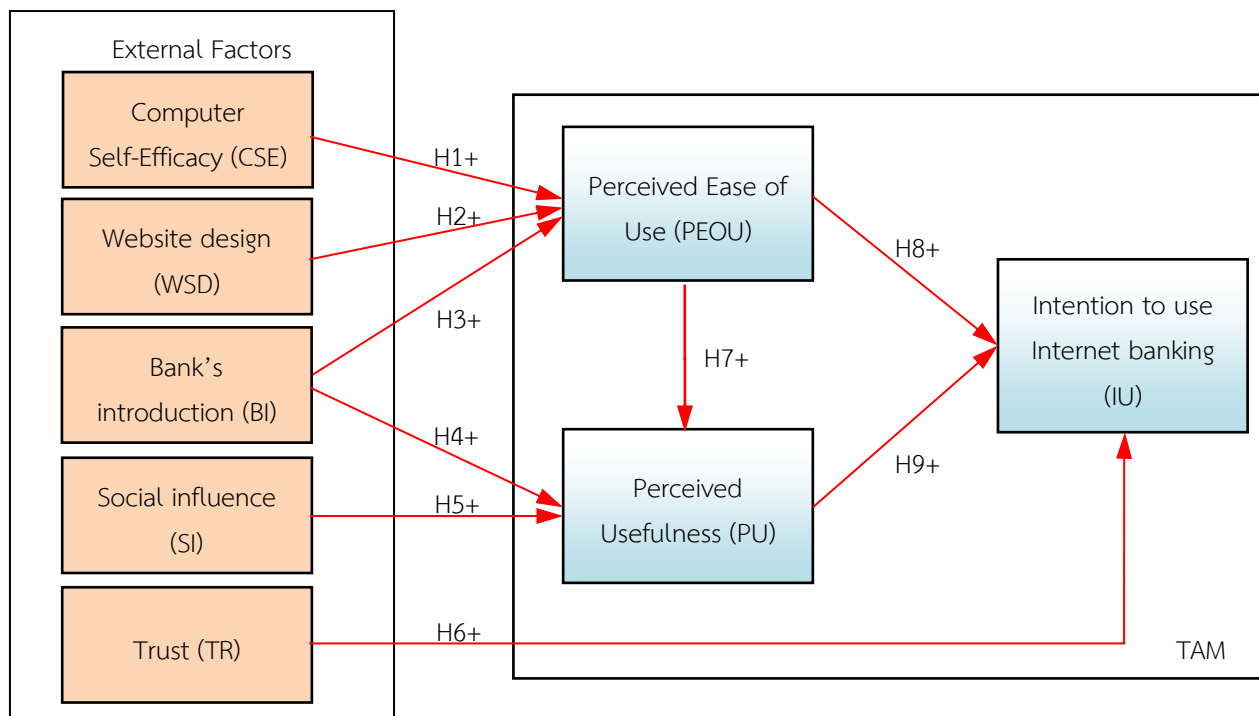 External Factors
Computer
Self-Efficacy (CSE)
Website design
(WSD)
Bank’s
introduction (BI)
Social influence
(SI)
Trust (TR)
H1+
H2+
H3+
H4+
H5+
H6+
Perceived Ease of
Use (PEOU)
H7+
Perceived
Usefulness (PU)
H8+
H9+
Intention to use
Internet banking
(IU)
TAM